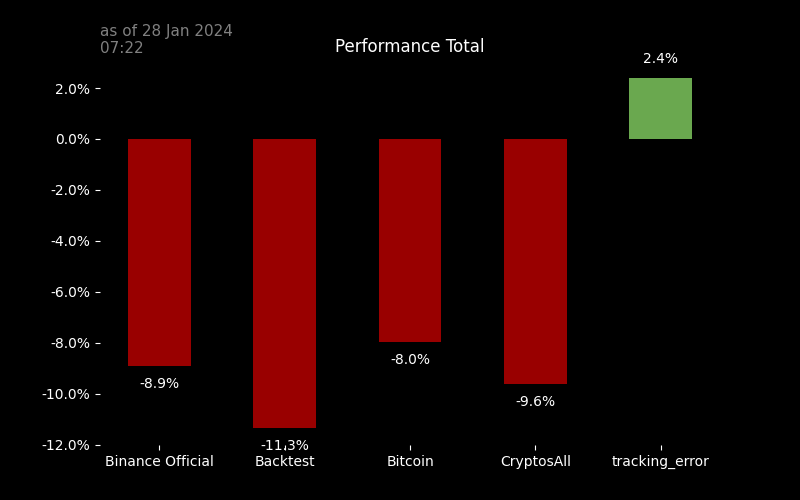 as of 28 Jan 2024
07:22
Performance Total
2.4%
2.0%
0.0%
-2.0%
-4.0%
-6.0%
-8.0%
-10.0%
-12.0%
-8.9%
-11.3%
-8.0%
-9.6%
Binance Official
Backtest
Bitcoin
CryptosAll
tracking_error